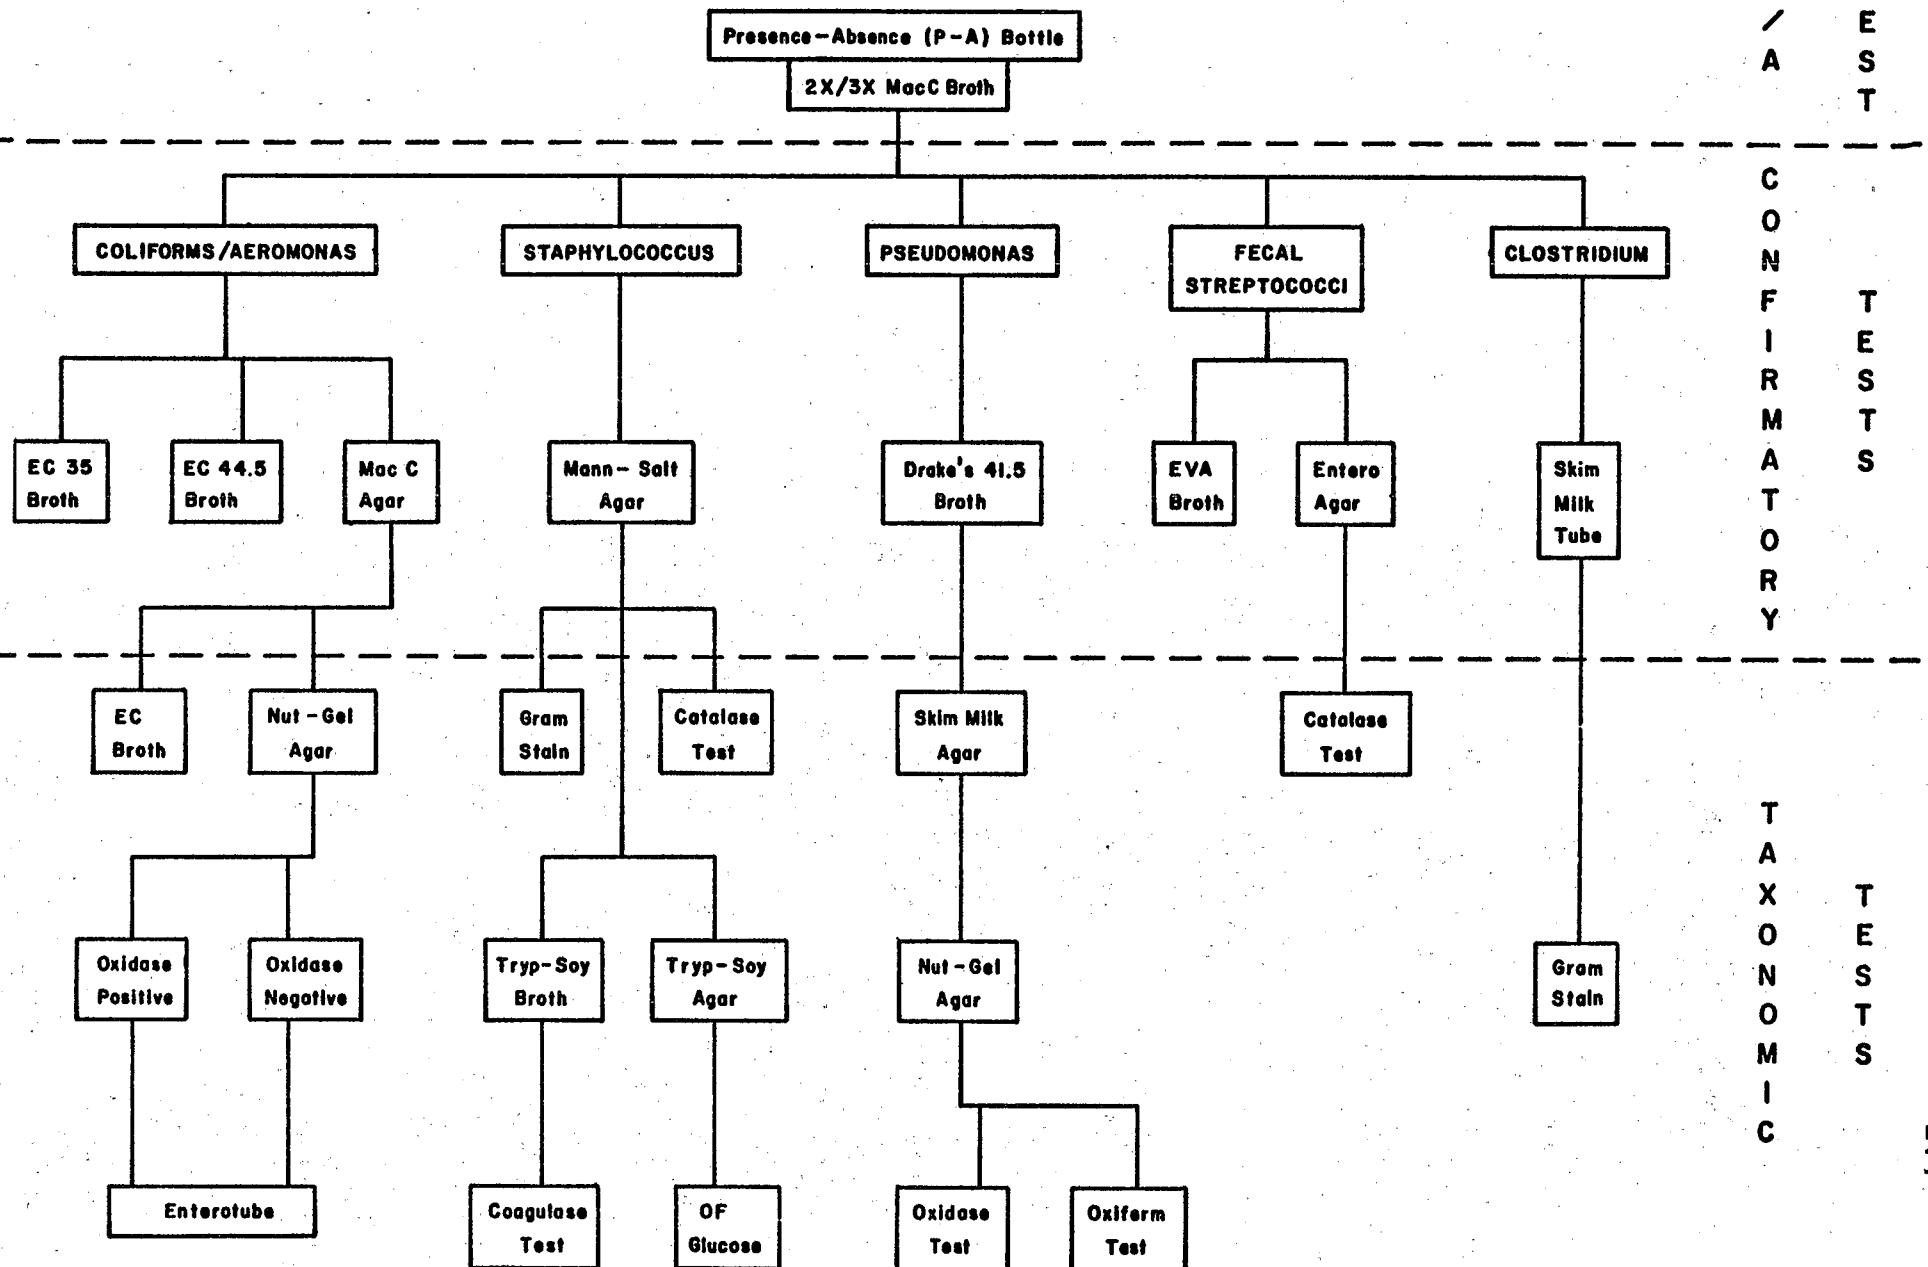 Presence-Absence (P-A) Bottle
2X/3X MacC Broth
/A
EST
COLIFORMS/AEROMONAS
STAPHYLOCOCCUS
PSEUDOMONAS
FECAL
STREPTOCOCCI
CLOSTRIDIUM
EC 35
Broth
EC 44.5
Broth
Mac C
Agar
Mann-Salt
Agar
Drake's 41.5
Broth
EVA
Broth
Entero
Agar
Skim
Milk
Tube
CONFIRMATORY
TESTS
EC
Broth
Nut-Gel
Agar
Gram
Stain
Catalase
Test
Skim Milk
Agar
Catalase
Test
Oxidase
Positive
Oxidase
Negative
Tryp-Soy
Broth
Tryp-Soy
Agar
Nut-Gel
Agar
Gram
Stain
Enterotube
Coagulase
Test
OF
Glucose
Oxidase
Test
Oxiferm
Test
TAXONOMIC
TESTS